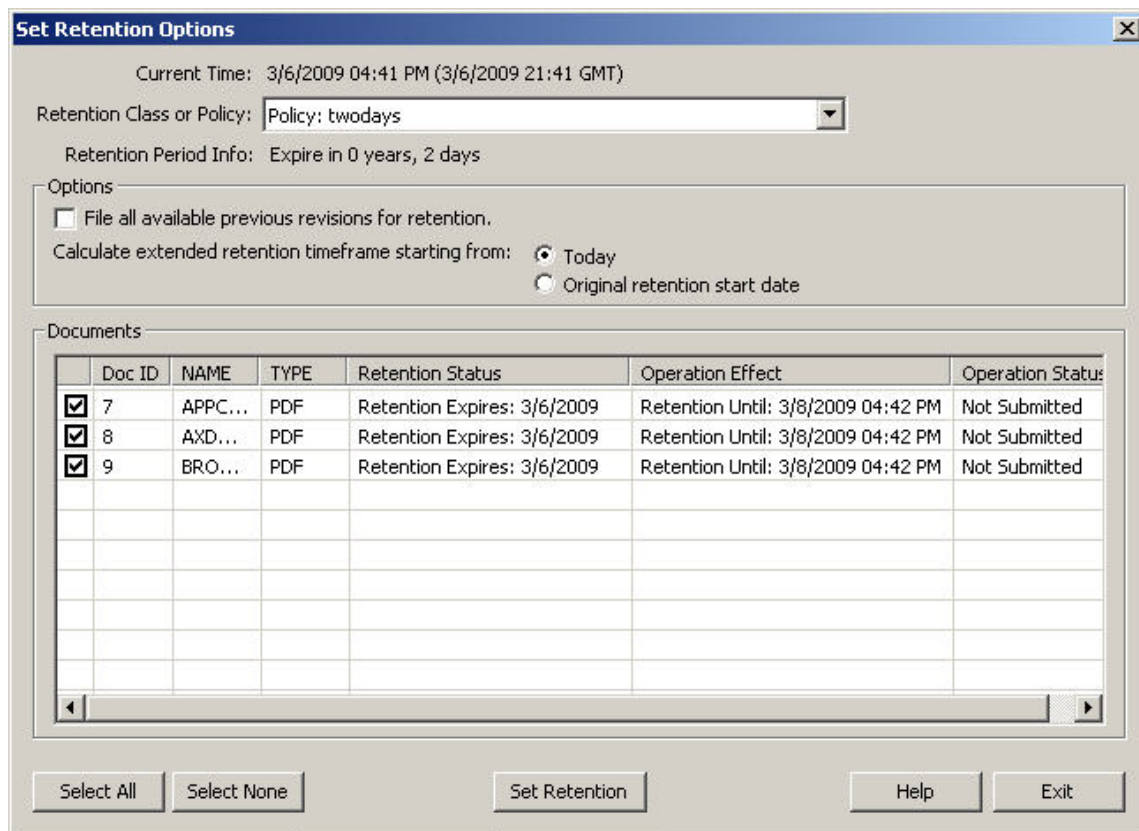 Set Retention Options
Current Time: 3/6/2009 04:41 PM (3/6/2009 21:41 GMT)
Retention Class or Policy: Policy: twodays
Retention Period Info: Expire in 0 years, 2 days
Options
File all available previous revisions for retention.
Calculate extended retention timeframe starting from: Today
Original retention start date
Documents
Doc ID NAME TYPE Retention Status Operation Effect Operation Status
7 APPC... PDF Retention Expires: 3/6/2009 Retention Until: 3/8/2009 04:42 PM Not Submitted
8 AXD... PDF Retention Expires: 3/6/2009 Retention Until: 3/8/2009 04:42 PM Not Submitted
9 BRO... PDF Retention Expires: 3/6/2009 Retention Until: 3/8/2009 04:42 PM Not Submitted
Select All Select None Set Retention Help Exit